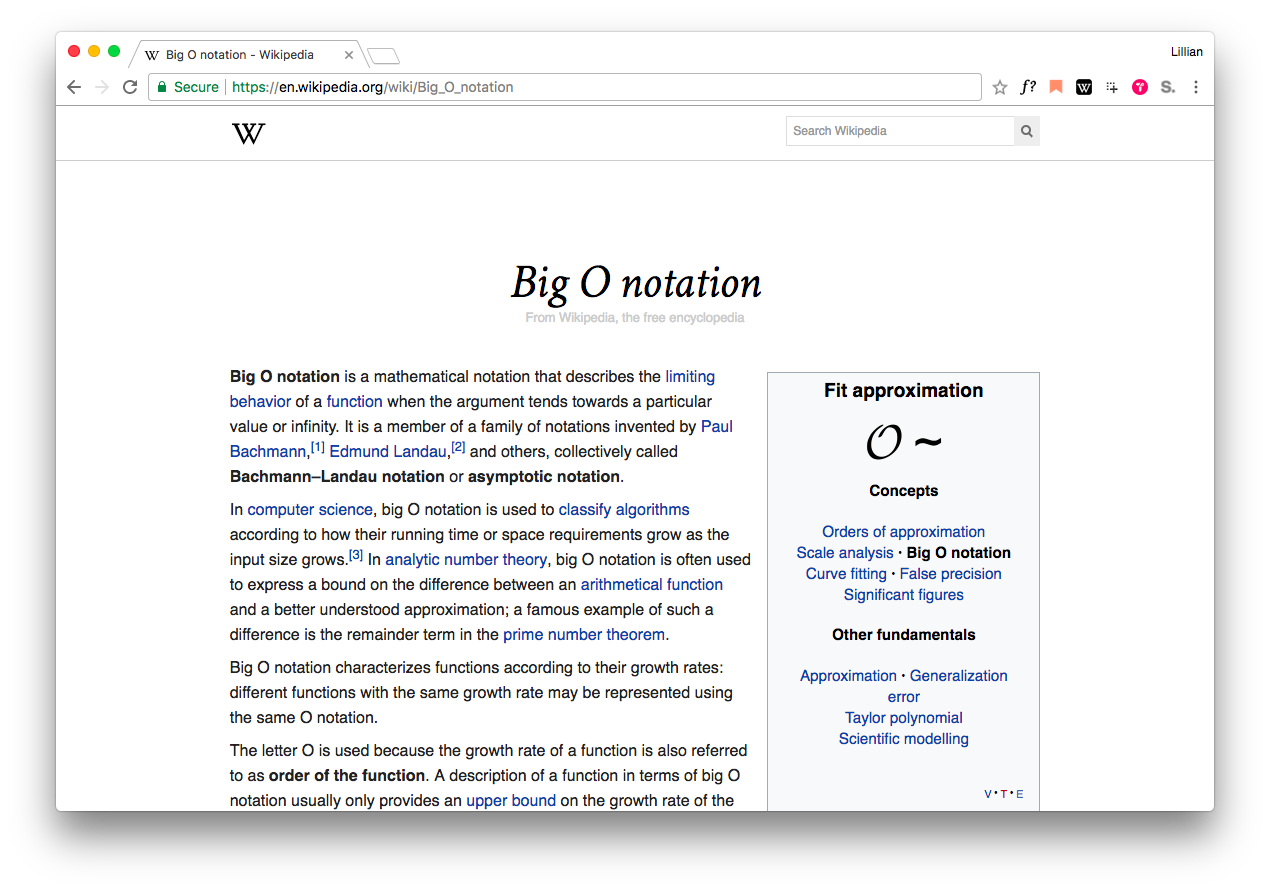 Big O notation - Wikipedia
Lillian
Secure https://en.wikipedia.org/wiki/Big_O_notation
f?
W
S.
W
Search Wikipedia
Big O notation
From Wikipedia, the free encyclopedia
Big O notation is a mathematical notation that describes the limiting
behavior of a function when the argument tends towards a particular
value or infinity. It is a member of a family of notations invented by Paul
Bachmann,[1] Edmund Landau,[2] and others, collectively called
Bachmann–Landau notation or asymptotic notation.
In computer science, big O notation is used to classify algorithms
according to how their running time or space requirements grow as the
input size grows.[3] In analytic number theory, big O notation is often used
to express a bound on the difference between an arithmetical function
and a better understood approximation; a famous example of such a
difference is the remainder term in the prime number theorem.
Big O notation characterizes functions according to their growth rates:
different functions with the same growth rate may be represented using
the same O notation.
The letter O is used because the growth rate of a function is also referred
to as order of the function. A description of a function in terms of big O
notation usually only provides an upper bound on the growth rate of the
Fit approximation
O ~
Concepts
Orders of approximation
Scale analysis · Big O notation
Curve fitting · False precision
Significant figures
Other fundamentals
Approximation · Generalization
error
Taylor polynomial
Scientific modelling
V · T · E